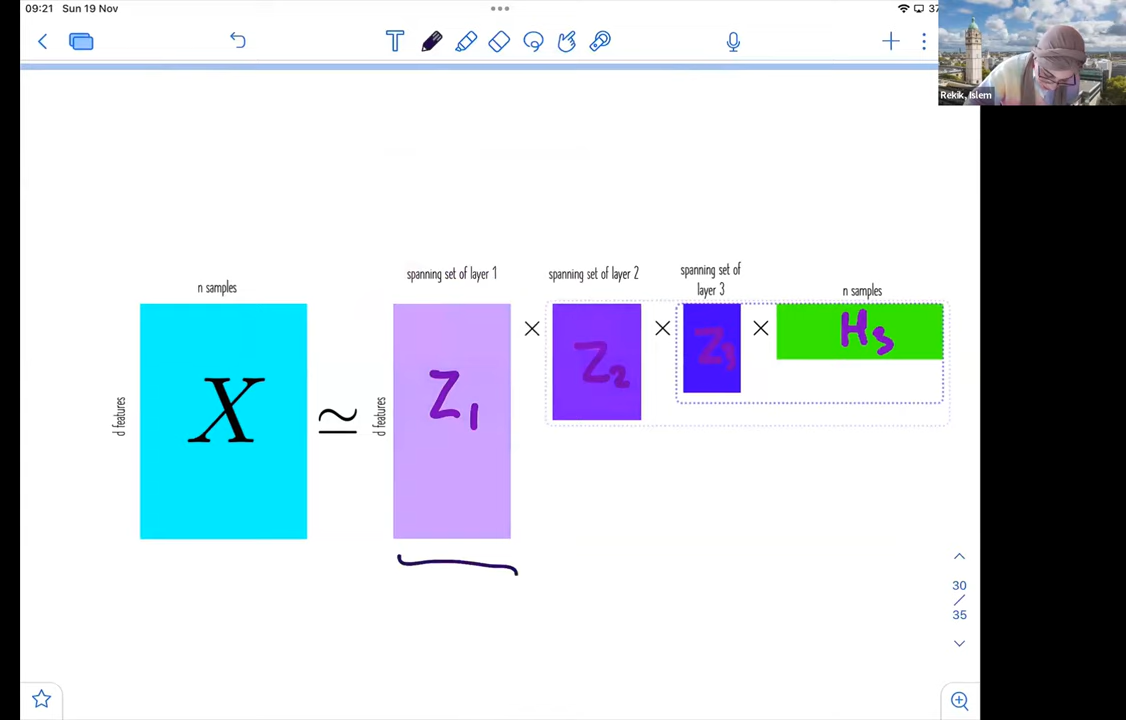 09:21 Sun 19 Nov
37
Rekik, Islem
n samples
spanning set of layer 1
spanning set of layer 2
spanning set of
layer 3
n samples
d features
X
≃
d features
Z1
×
Z2
×
Z3
×
H3
30
/
35